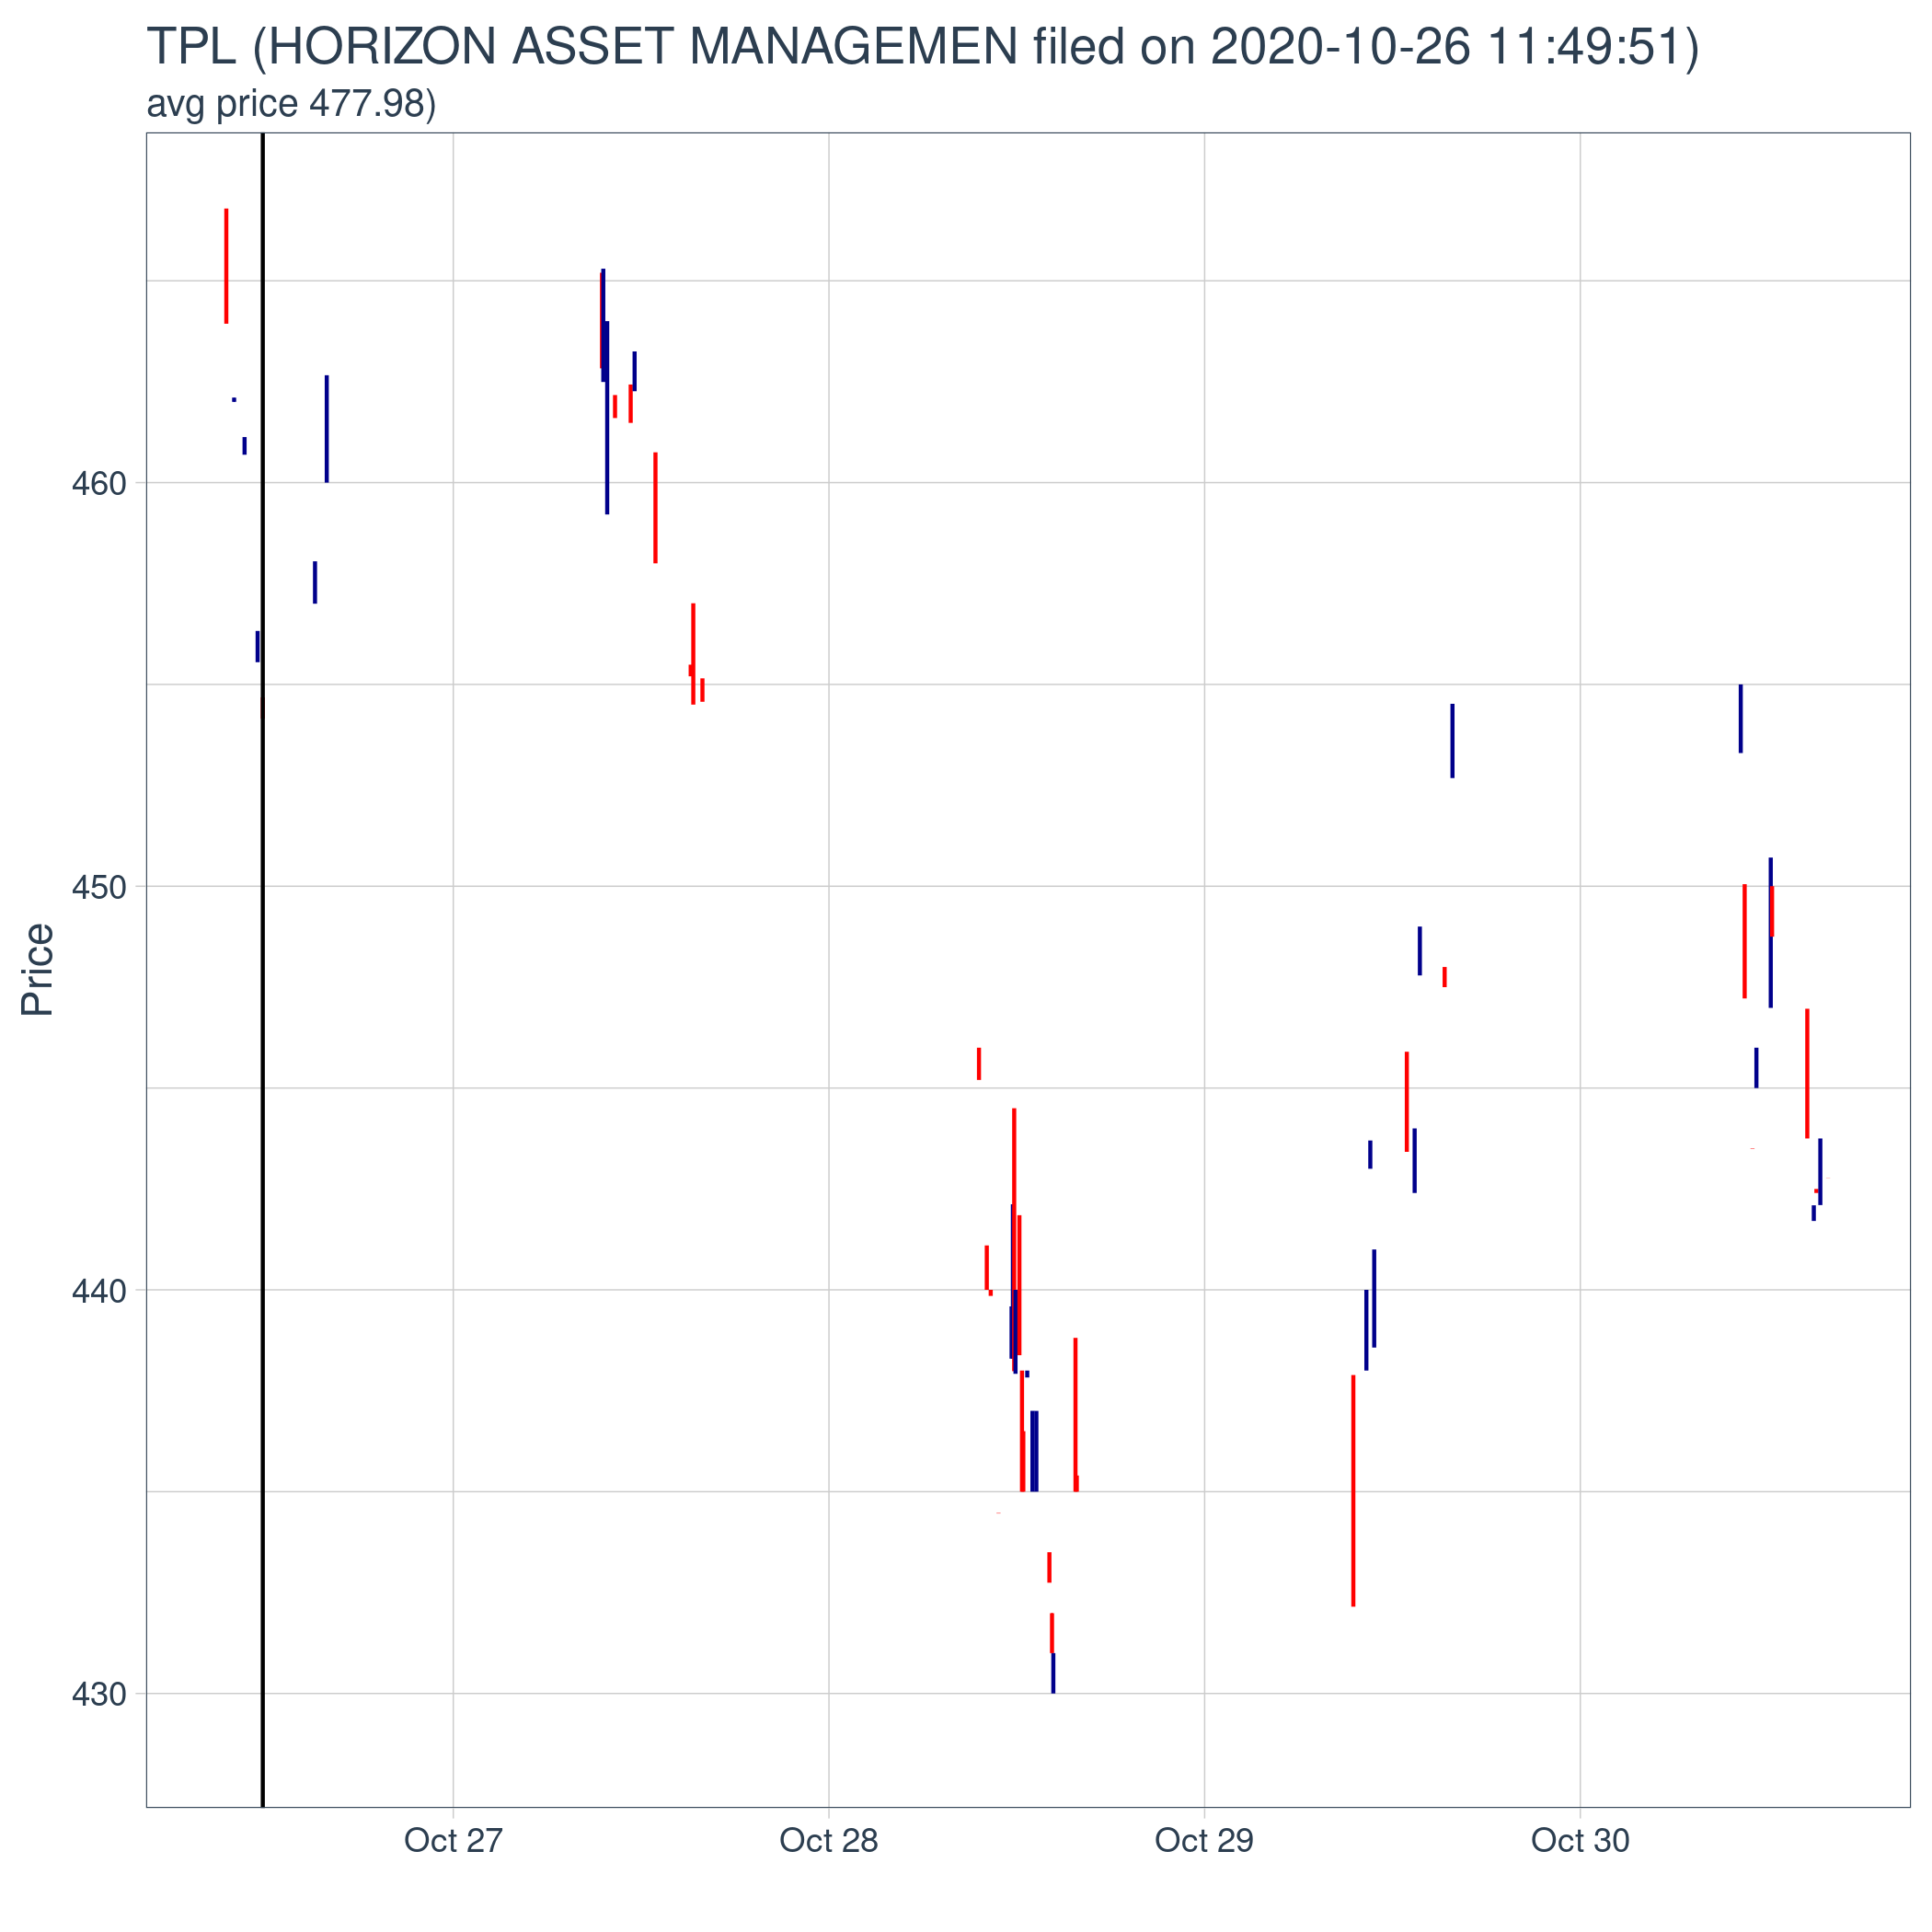 TPL (HORIZON ASSET MANAGEMEN filed on 2020-10-26 11:49:51)
avg price 477.98)
460
450
440
430
Price
Oct 27 Oct 28 Oct 29 Oct 30